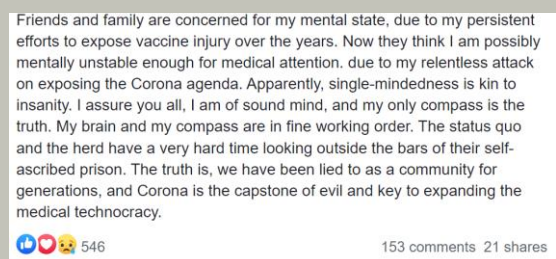 Friends and family are concerned for my mental state, due to my persistent
efforts to expose vaccine injury over the years. Now they think I am possibly
mentally unstable enough for medical attention. due to my relentless attack
on exposing the Corona agenda. Apparently, single-mindedness is kin to
insanity. I assure you all, I am of sound mind, and my only compass is the
truth. My brain and my compass are in fine working order. The status quo
and the herd have a very hard time looking outside the bars of their self-
ascribed prison. The truth is, we have been lied to as a community for
generations, and Corona is the capstone of evil and key to expanding the
medical technocracy.
546 153 comments 21 shares